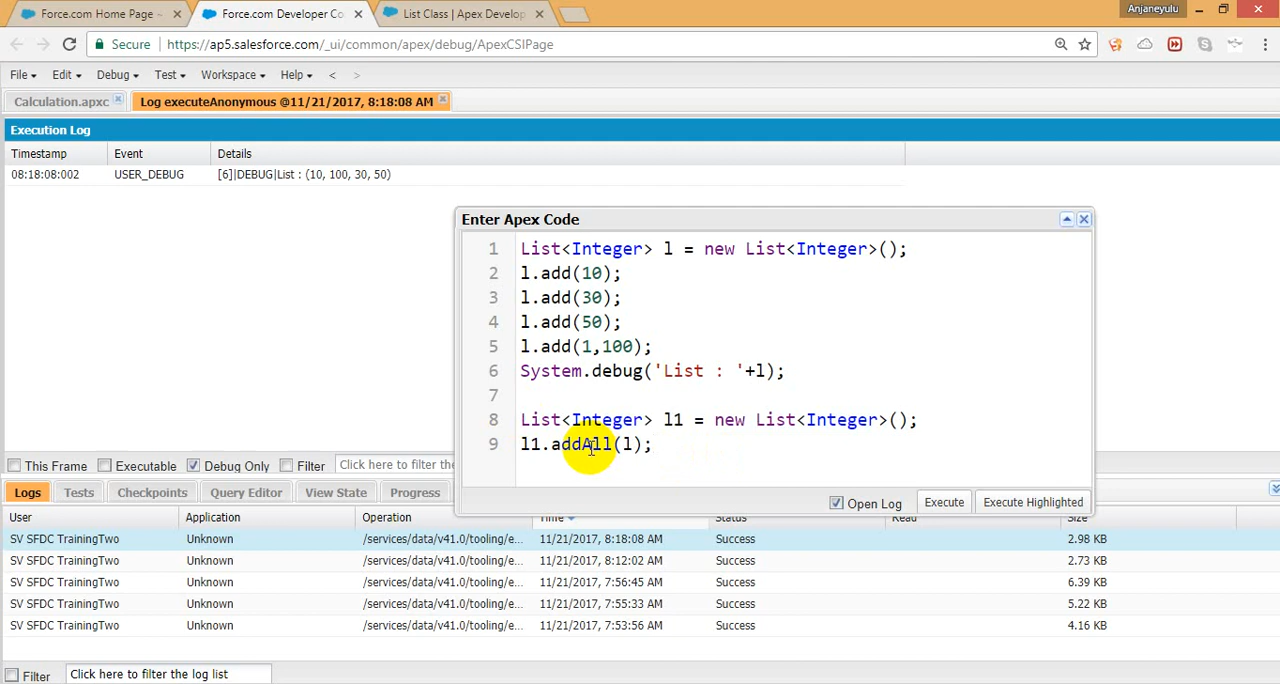 Force.com Home Page ~ Force.com Developer Co List Class | Apex Develop Anjaneyulu
Secure https://ap5.salesforce.com/_ui/common/apex/debug/ApexCSIPage
File Edit Debug Test Workspace Help < >
Calculation.apxc Log executeAnonymous @11/21/2017, 8:18:08 AM
Execution Log
Timestamp Event Details
08:18:08:002 USER_DEBUG [6]|DEBUG|List : (10, 100, 30, 50)
Enter Apex Code
1 List<Integer> l = new List<Integer>();
2 l.add(10);
3 l.add(30);
4 l.add(50);
5 l.add(1,100);
6 System.debug('List : '+l);
7
8 List<Integer> l1 = new List<Integer>();
9 l1.addAll(l);
This Frame Executable Debug Only Filter Click here to filter the
Open Log Execute Execute Highlighted
Logs Tests Checkpoints Query Editor View State Progress
User Application Operation Time Status Read Size
SV SFDC TrainingTwo Unknown /services/data/v41.0/tooling/e... 11/21/2017, 8:18:08 AM Success 2.98 KB
SV SFDC TrainingTwo Unknown /services/data/v41.0/tooling/e... 11/21/2017, 8:12:02 AM Success 2.73 KB
SV SFDC TrainingTwo Unknown /services/data/v41.0/tooling/e... 11/21/2017, 7:56:45 AM Success 6.39 KB
SV SFDC TrainingTwo Unknown /services/data/v41.0/tooling/e... 11/21/2017, 7:55:33 AM Success 5.22 KB
SV SFDC TrainingTwo Unknown /services/data/v41.0/tooling/e... 11/21/2017, 7:53:56 AM Success 4.16 KB
Filter Click here to filter the log list